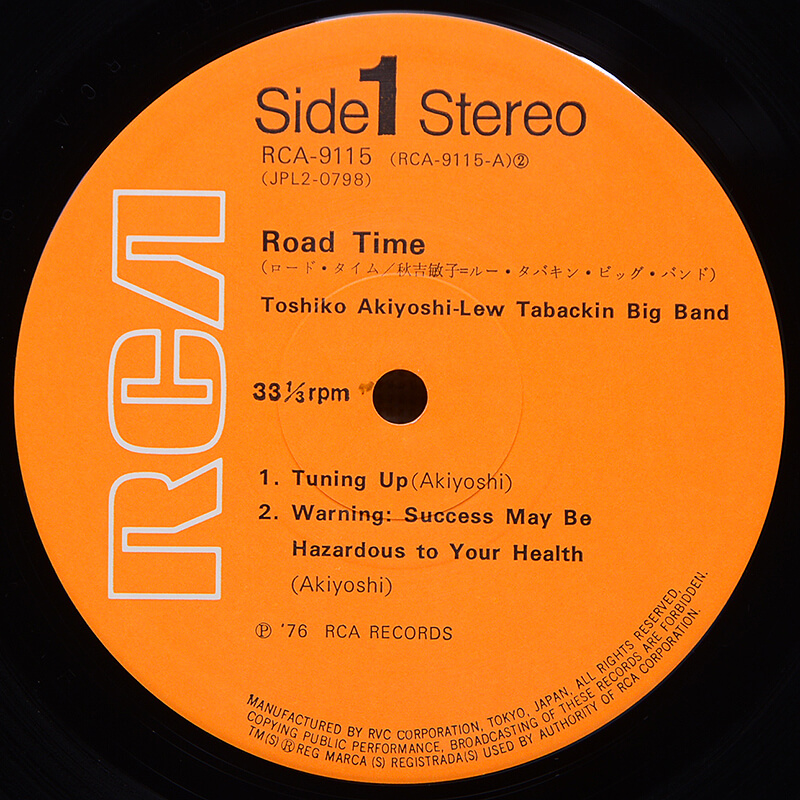 Side 1 Stereo
RCA-9115 (RCA-9115-A)②
(JPL2-0798)
RCA
Road Time
(ロード・タイム/秋吉敏子=ルー・タバキン・ビッグ・バンド)
Toshiko Akiyoshi-Lew Tabackin Big Band
33 1/3 rpm
1. Tuning Up (Akiyoshi)
2. Warning: Success May Be
Hazardous to Your Health
(Akiyoshi)
Ⓟ '76 RCA RECORDS
MANUFACTURED BY RVC CORPORATION, TOKYO, JAPAN, ALL RIGHTS RESERVED,
COPYING PUBLIC PERFORMANCE, BROADCASTING OF THESE RECORDS ARE FORBIDDEN.
TM(S) ® REG MARCA (S) REGISTRADA(S) USED BY AUTHORITY OF RCA CORPORATION.